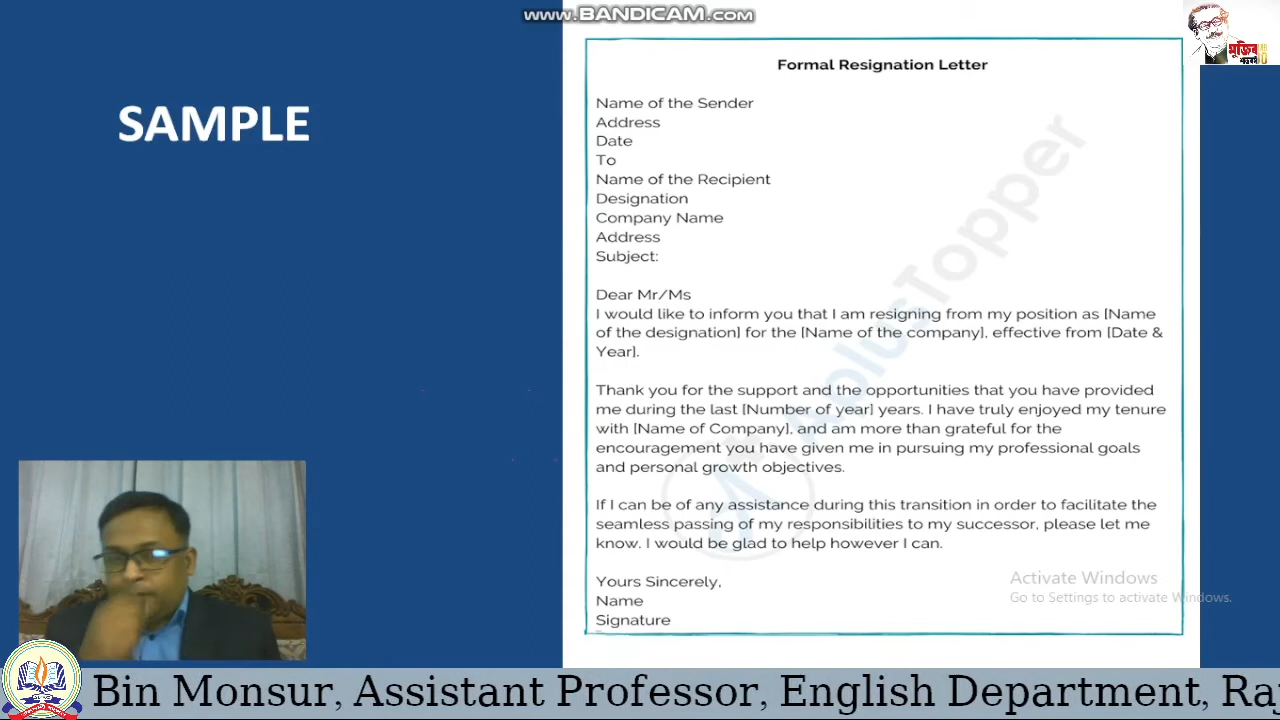 www.BANDICAM.com
মুজিব
শতবর্ষ
100
SAMPLE
Formal Resignation Letter
Name of the Sender
Address
Date
To
Name of the Recipient
Designation
Company Name
Address
Subject:
Dear Mr/Ms
I would like to inform you that I am resigning from my position as [Name
of the designation] for the [Name of the company], effective from [Date &
Year].
Thank you for the support and the opportunities that you have provided
me during the last [Number of year] years. I have truly enjoyed my tenure
with [Name of Company], and am more than grateful for the
encouragement you have given me in pursuing my professional goals
and personal growth objectives.
If I can be of any assistance during this transition in order to facilitate the
seamless passing of my responsibilities to my successor, please let me
know. I would be glad to help however I can.
Yours Sincerely,
Name
Signature
AplusTopper
Activate Windows
Go to Settings to activate Windows.
Bin Monsur, Assistant Professor, English Department, Raj